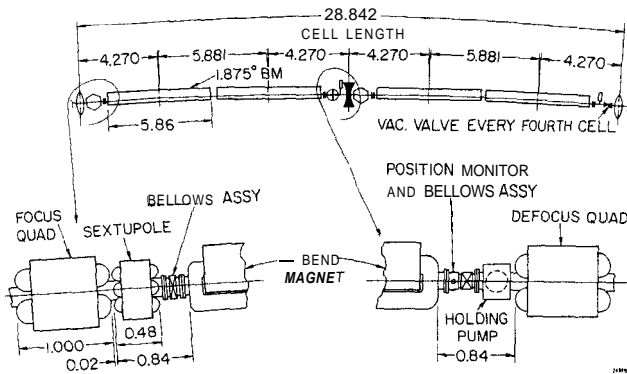 28.842
CELL LENGTH
4.270 5.881 4.270 5.881 4.270
1.875° BM
5.86
VAC. VALVE EVERY FOURTH CELL
POSITION MONITOR
AND BELLOWS ASSY
BELLOWS ASSY
FOCUS
QUAD
SEXTUPOLE
DEFOCUS QUAD
BEND
MAGNET
HOLDING
PUMP
1.000
0.48
0.02
0.84
0.84